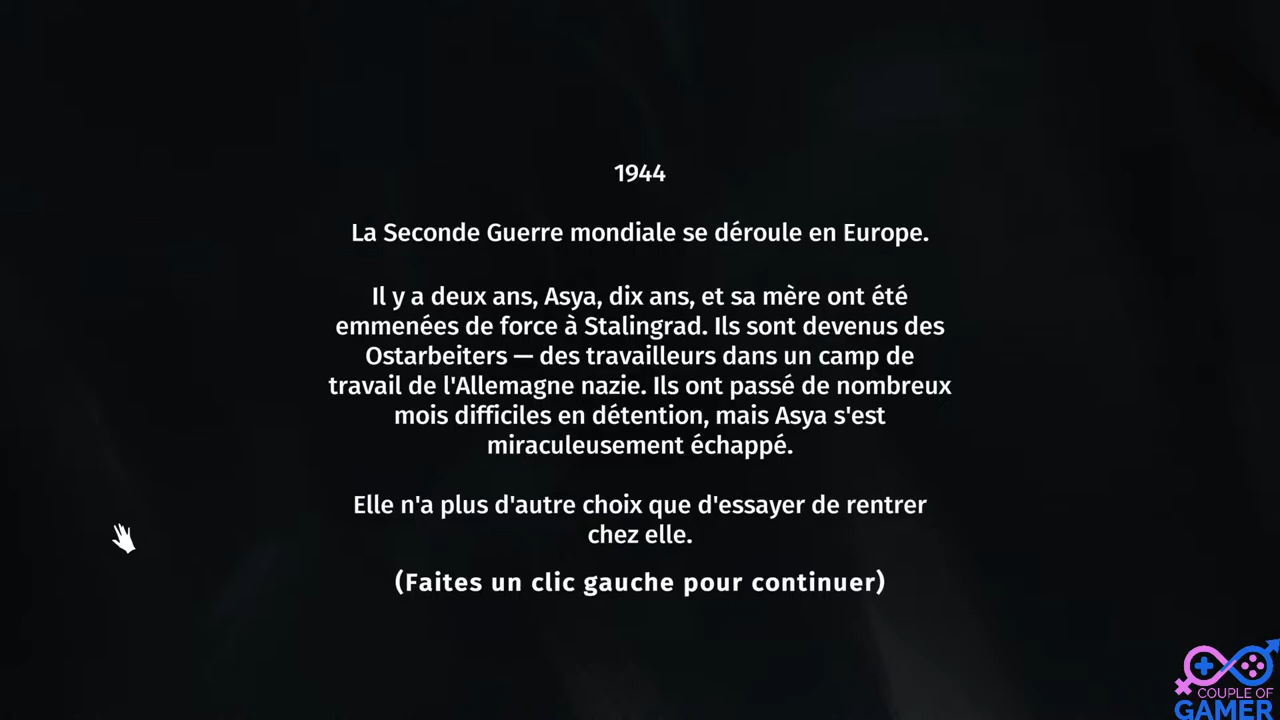 1944
La Seconde Guerre mondiale se déroule en Europe.
Il y a deux ans, Asya, dix ans, et sa mère ont été
emmenées de force à Stalingrad. Ils sont devenus des
Ostarbeiters — des travailleurs dans un camp de
travail de l'Allemagne nazie. Ils ont passé de nombreux
mois difficiles en détention, mais Asya s'est
miraculeusement échappé.
Elle n'a plus d'autre choix que d'essayer de rentrer
chez elle.
(Faites un clic gauche pour continuer)
COUPLE OF
GAMER